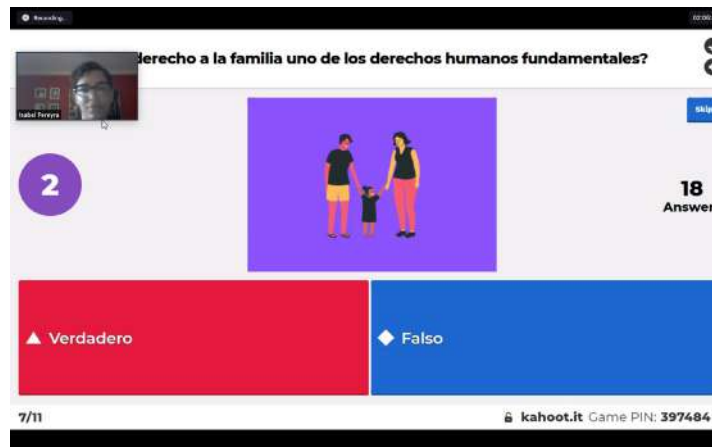 Recording...
derecho a la familia uno de los derechos humanos fundamentales?
Isabel Pereyra
Skip
2
18
Answer
Verdadero
Falso
7/11
kahoot.it Game PIN: 397484